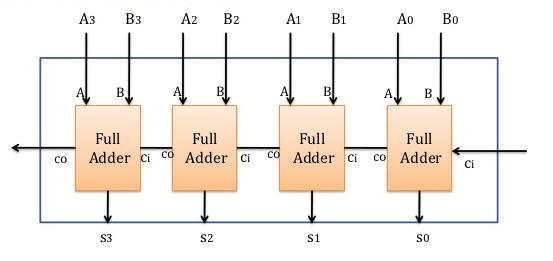 A3 B3 A2 B2 A1 B1 A0 B0
A B A B A B A B
Full Adder Full Adder Full Adder Full Adder
co ci co ci co ci co ci
s3 s2 s1 s0